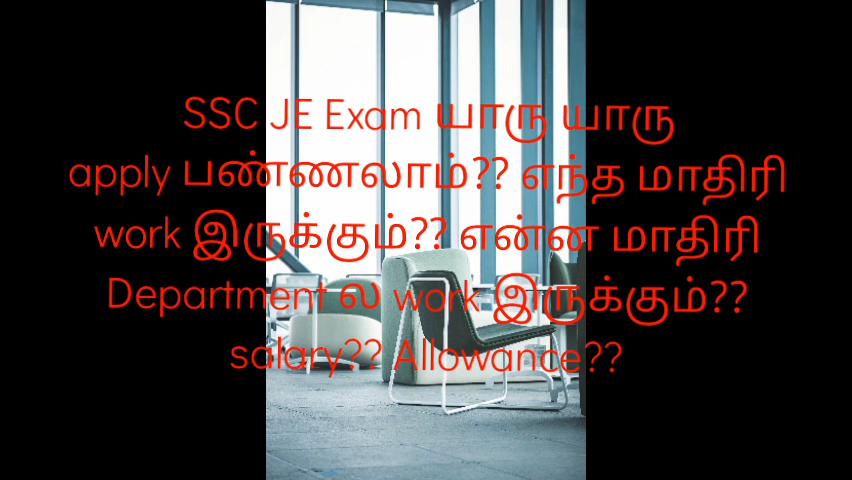 SSC JE Exam யாரு யாரு
apply பண்ணலாம்?? எந்த மாதிரி
work இருக்கும்?? என்ன மாதிரி
Department ல work இருக்கும்??
salary?? Allowance??